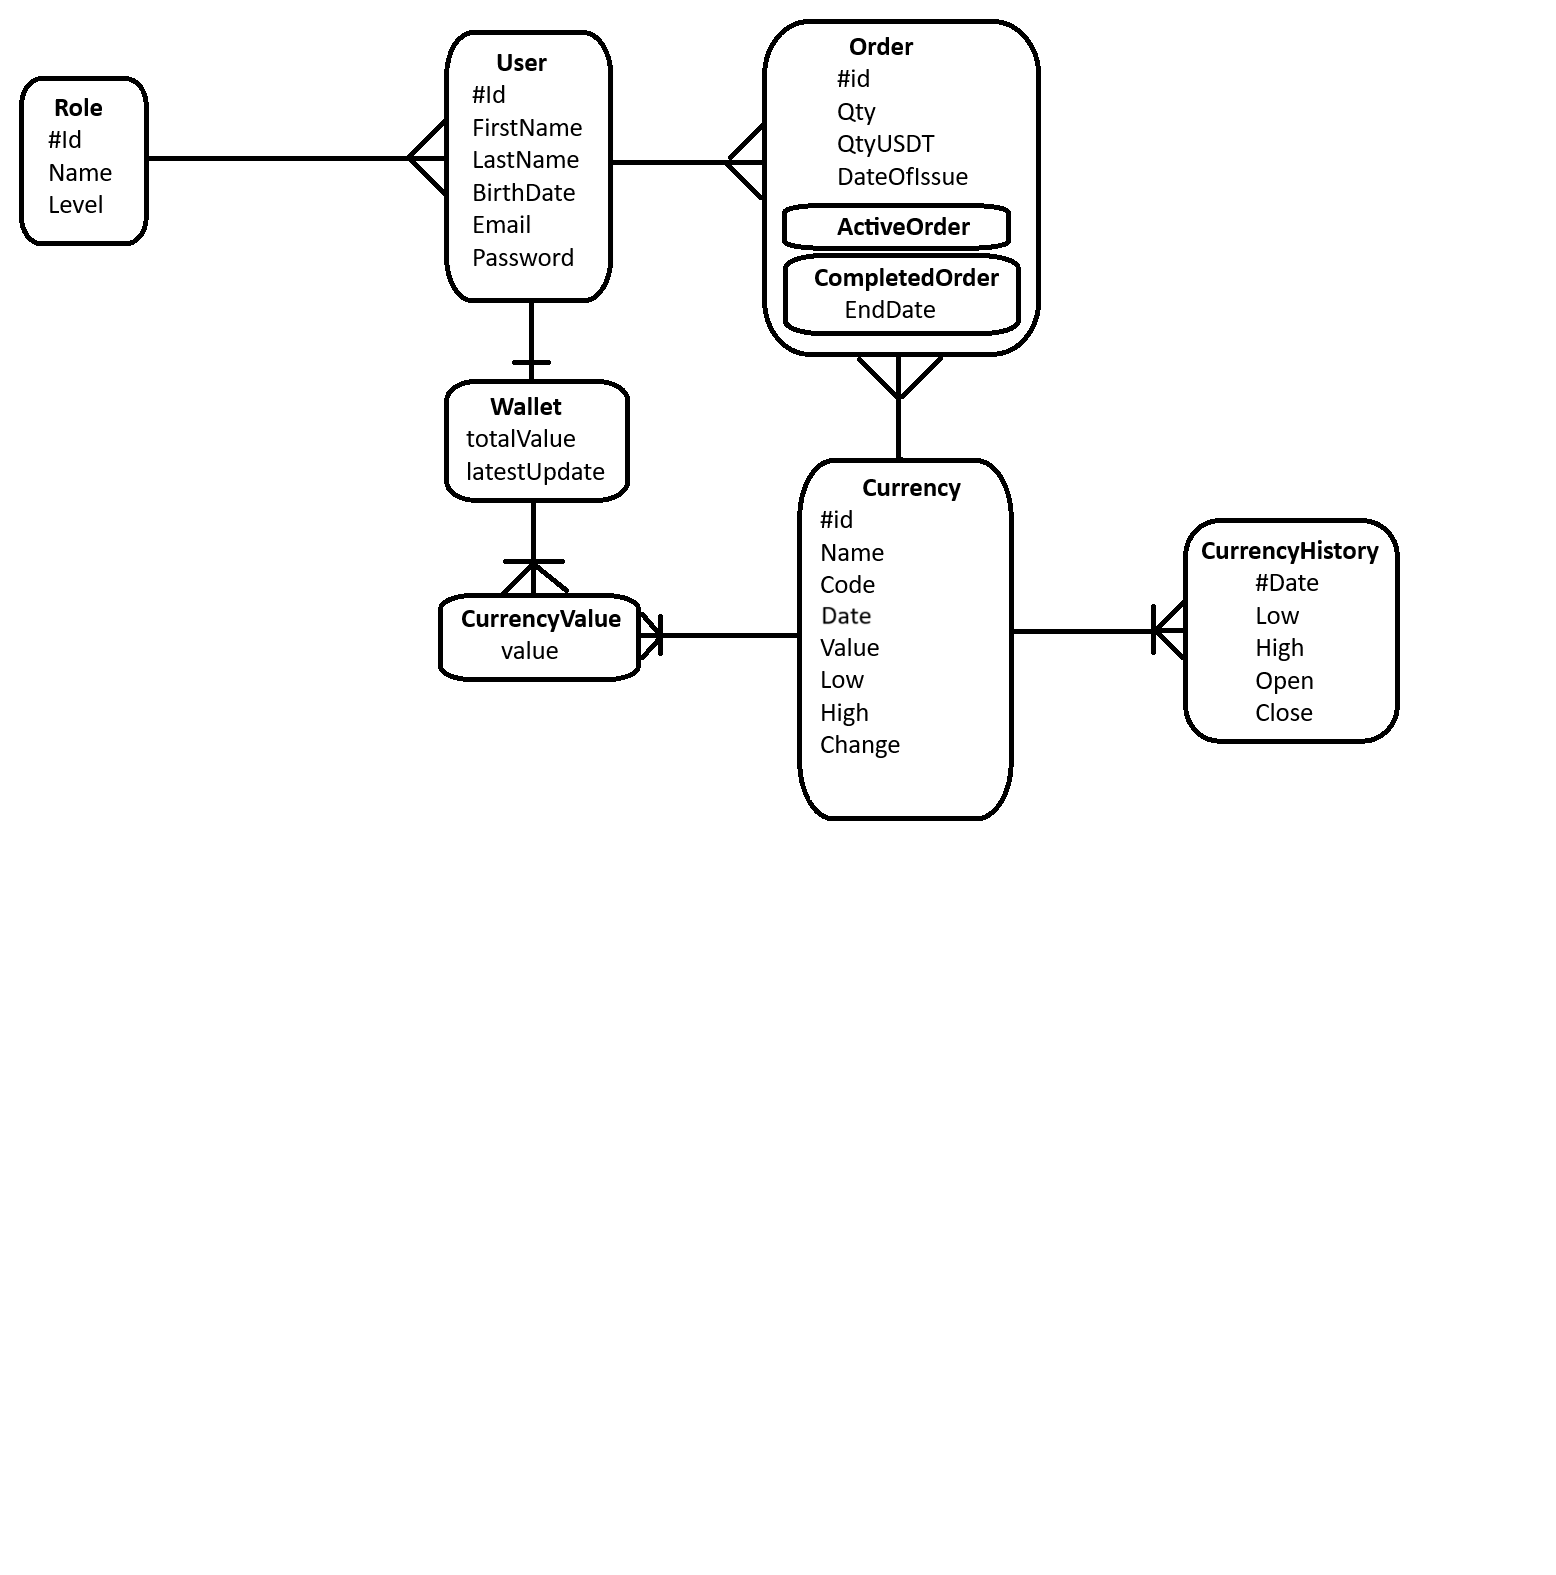 Role
#Id
Name
Level
User
#Id
FirstName
LastName
BirthDate
Email
Password
Order
#id
Qty
QtyUSDT
DateOfIssue
ActiveOrder
CompletedOrder
EndDate
Wallet
totalValue
latestUpdate
CurrencyValue
value
Currency
#id
Name
Code
Date
Value
Low
High
Change
CurrencyHistory
#Date
Low
High
Open
Close